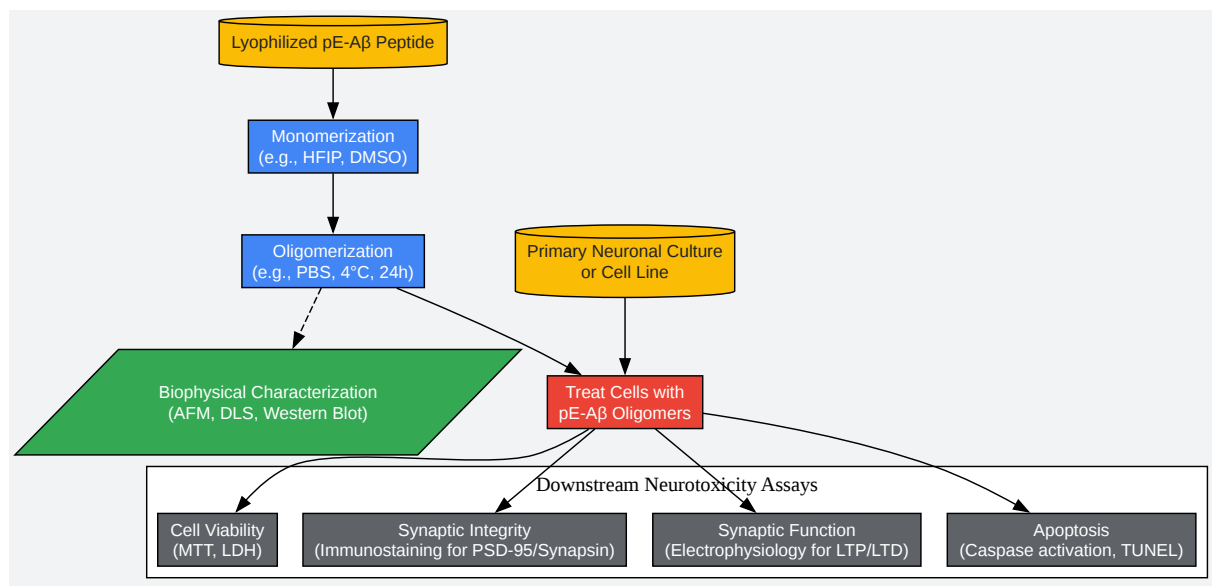 Lyophilized pE-Aβ Peptide
Monomerization
(e.g., HFIP, DMSO)
Oligomerization
(e.g., PBS, 4°C, 24h)
Primary Neuronal Culture
or Cell Line
Biophysical Characterization
(AFM, DLS, Western Blot)
Treat Cells with
pE-Aβ Oligomers
Downstream Neurotoxicity Assays
Cell Viability
(MTT, LDH)
Synaptic Integrity
(Immunostaining for PSD-95/Synapsin)
Synaptic Function
(Electrophysiology for LTP/LTD)
Apoptosis
(Caspase activation, TUNEL)